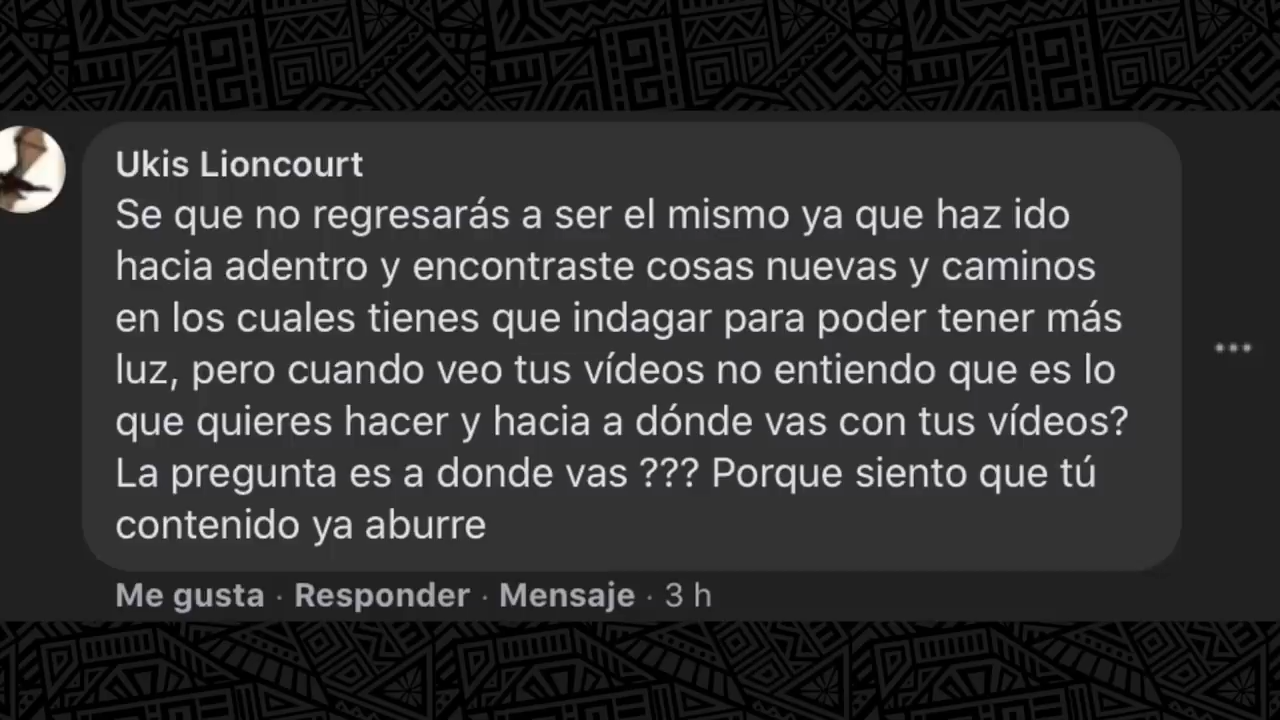 Ukis Lioncourt
Se que no regresarás a ser el mismo ya que haz ido
hacia adentro y encontraste cosas nuevas y caminos
en los cuales tienes que indagar para poder tener más
luz, pero cuando veo tus vídeos no entiendo que es lo
que quieres hacer y hacia a dónde vas con tus vídeos?
La pregunta es a donde vas ??? Porque siento que tú
contenido ya aburre
Me gusta · Responder · Mensaje · 3 h